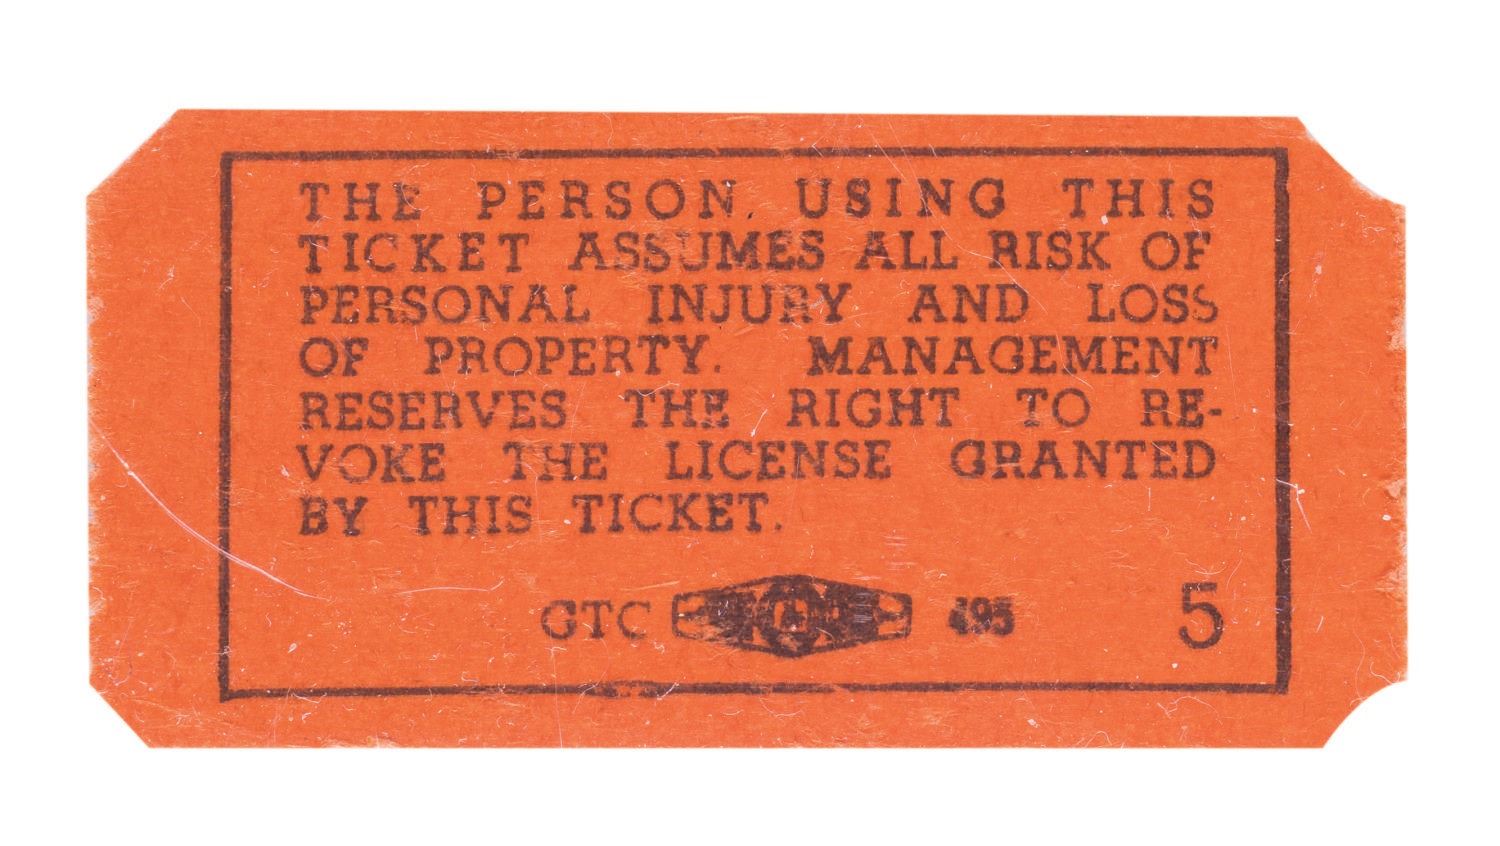 THE PERSON USING THIS
TICKET ASSUMES ALL RISK OF
PERSONAL INJURY AND LOSS
OF PROPERTY. MANAGEMENT
RESERVES THE RIGHT TO RE-
VOKE THE LICENSE GRANTED
BY THIS TICKET.
GTC 495 5